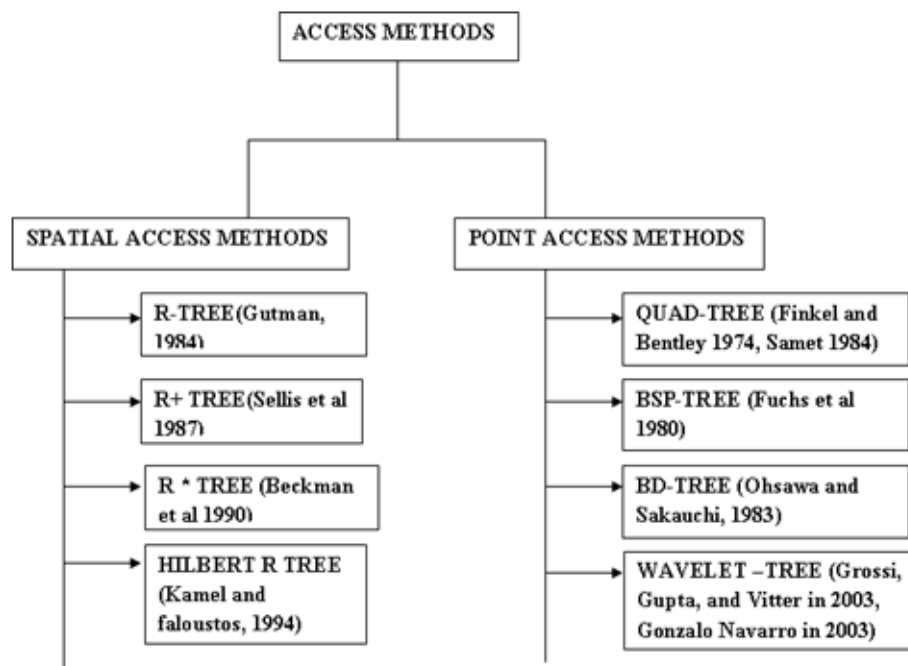 ACCESS METHODS
SPATIAL ACCESS METHODS
R-TREE(Gutman,
1984)
R+ TREE(Sellis et al
1987)
R * TREE (Beckman
et al 1990)
HILBERT R TREE
(Kamel and
faloustos, 1994)
POINT ACCESS METHODS
QUAD-TREE (Finkel and
Bentley 1974, Samet 1984)
BSP-TREE (Fuchs et al
1980)
BD-TREE (Ohsawa and
Sakauchi, 1983)
WAVELET –TREE (Grossi,
Gupta, and Vitter in 2003,
Gonzalo Navarro in 2003)